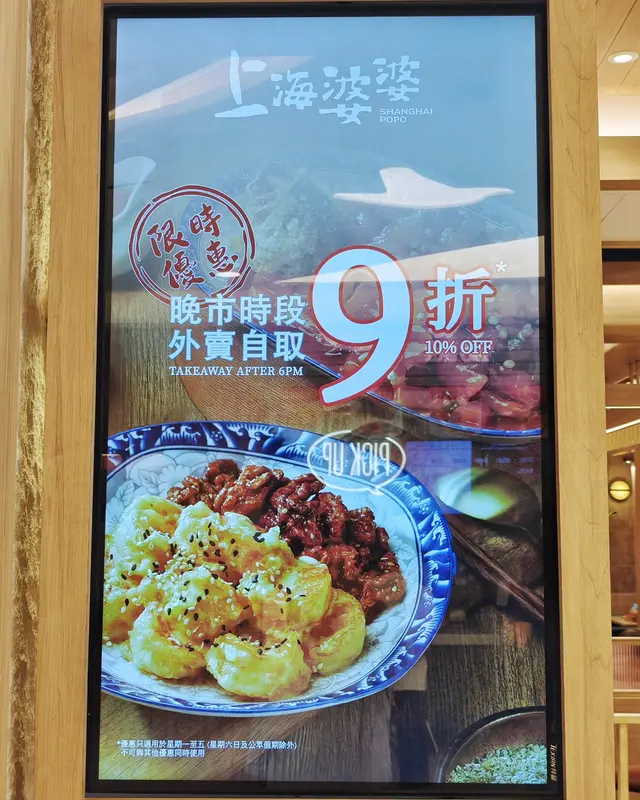 上海婆婆
SHANGHAI
POPO
限時
優惠
晚市時段
外賣自取
TAKEAWAY AFTER 6PM
9折*
10% OFF
PICK UP
*優惠只適用於星期一至五 (星期六日及公眾假期除外)
不可與其他優惠同時使用